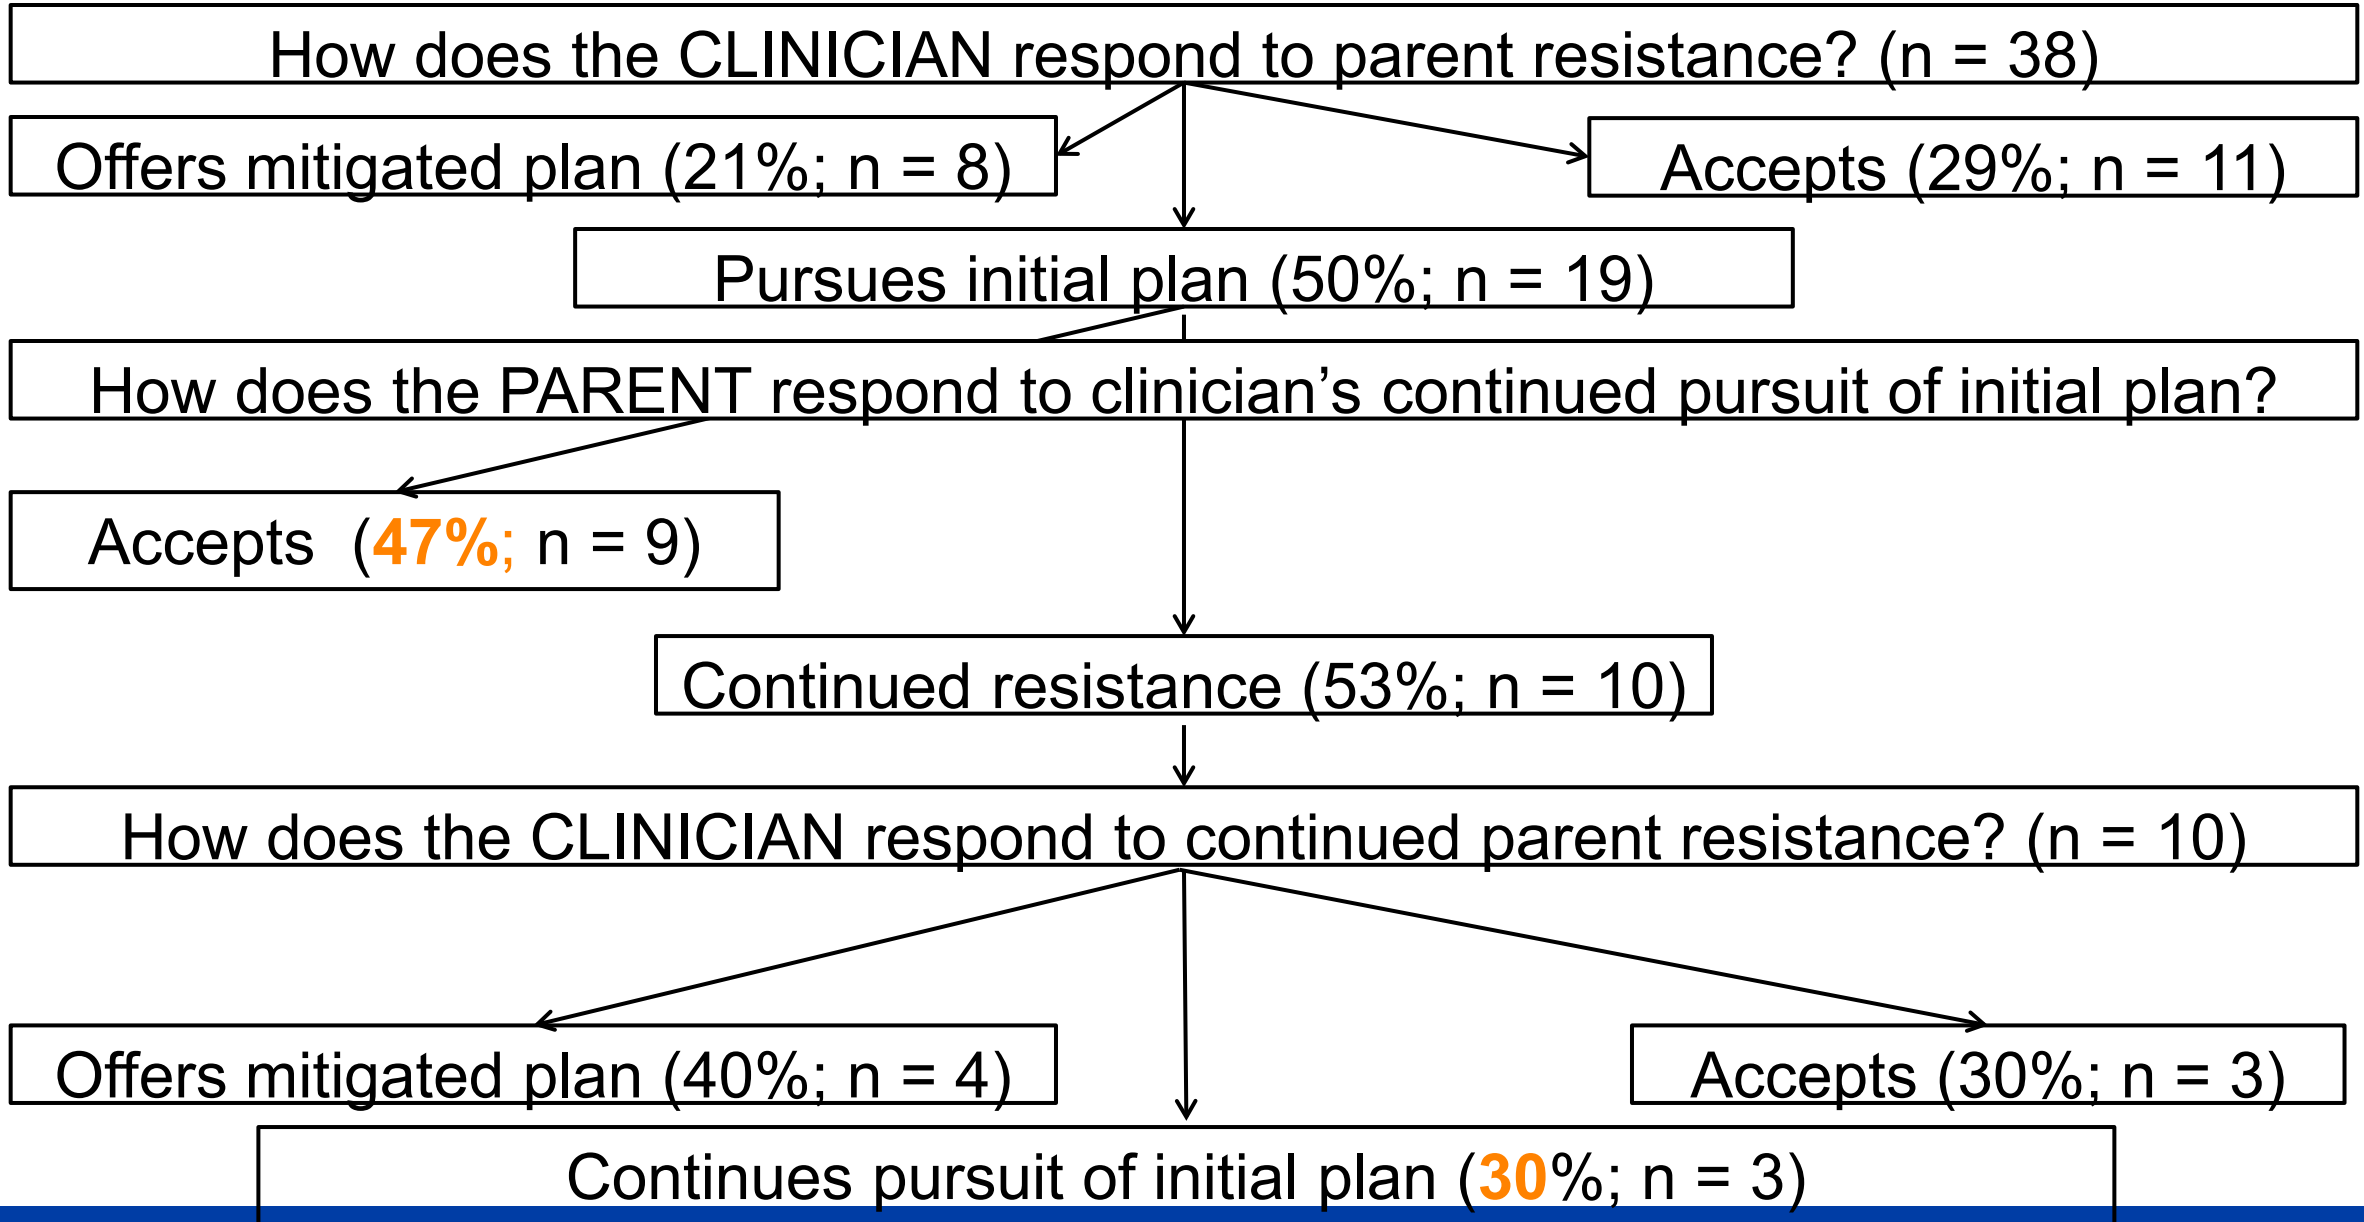 How does the CLINICIAN respond to parent resistance? (n = 38)
Offers mitigated plan (21%; n = 8)
Accepts (29%; n = 11)
Pursues initial plan (50%; n = 19)
How does the PARENT respond to clinician’s continued pursuit of initial plan?
Accepts  (47%; n = 9)
Continued resistance (53%; n = 10)
How does the CLINICIAN respond to continued parent resistance? (n = 10)
Offers mitigated plan (40%; n = 4)
Accepts (30%; n = 3)
Continues pursuit of initial plan (30%; n = 3)